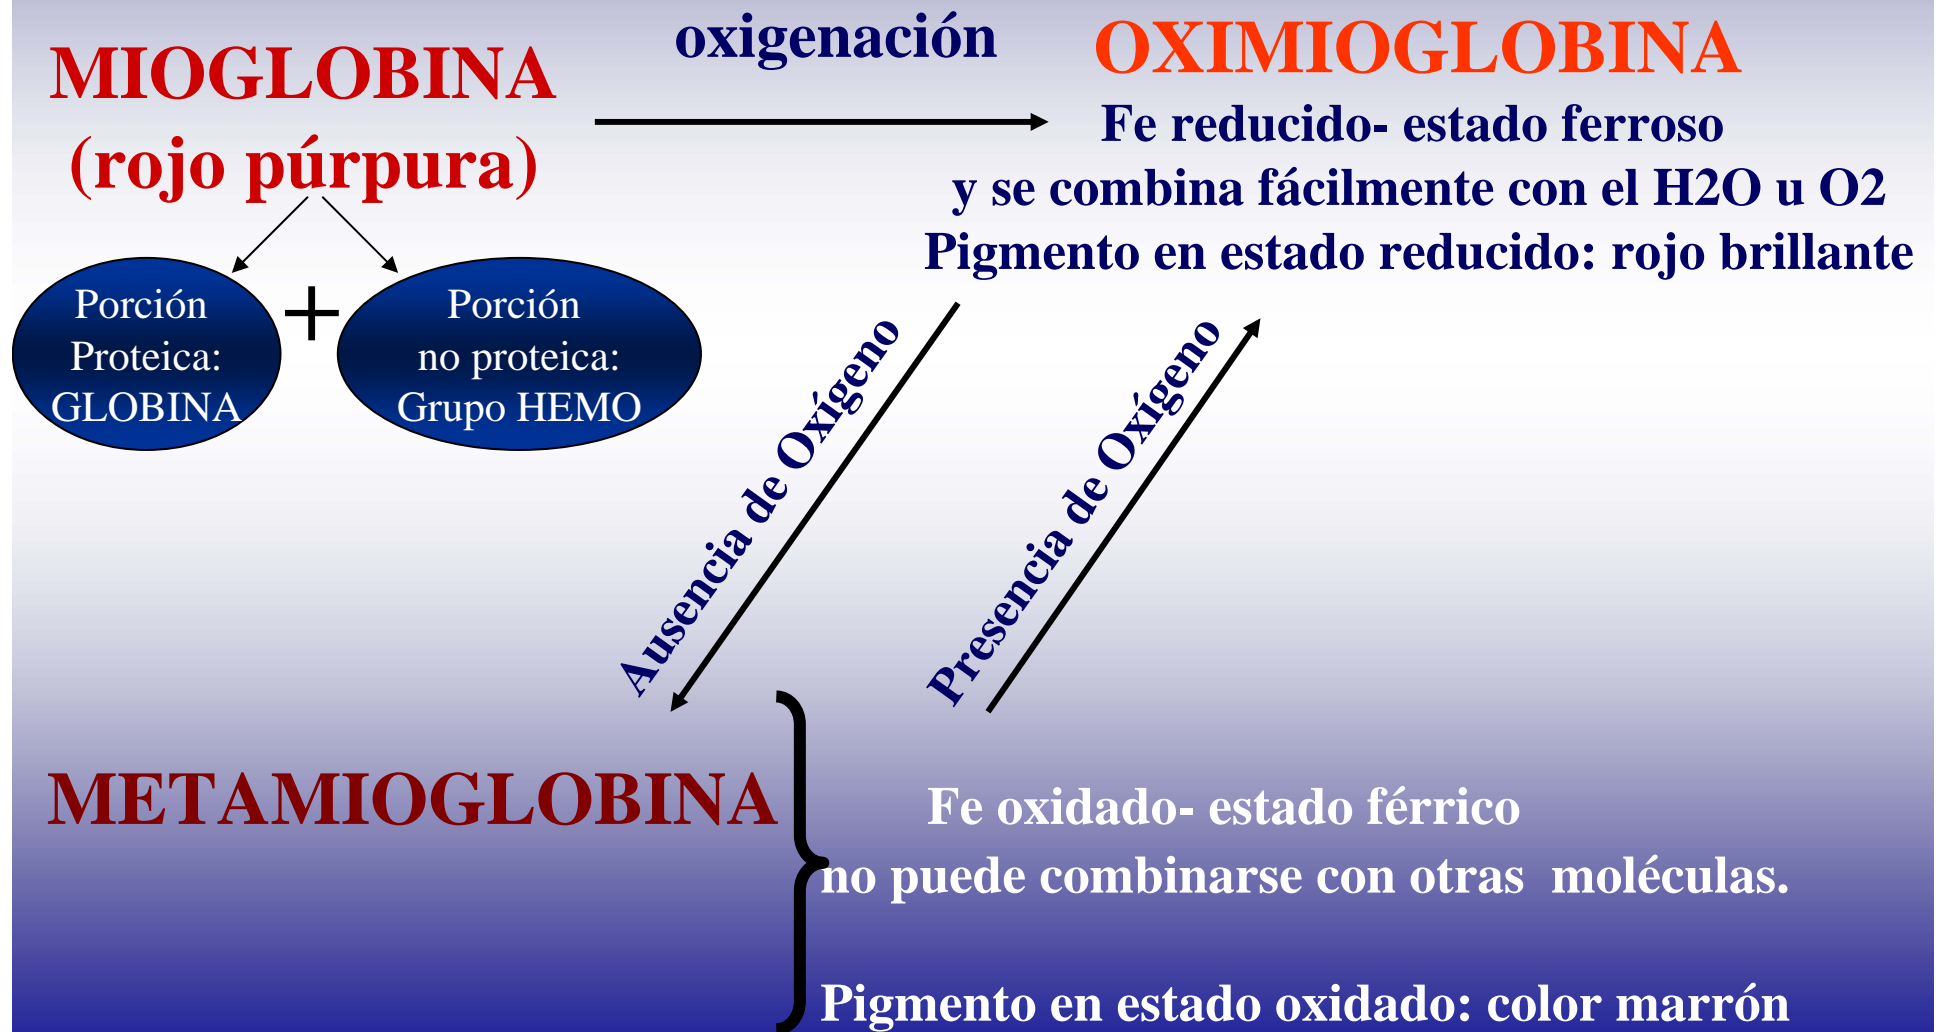 MIOGLOBINA
(rojo púrpura)
oxigenación
OXIMIOGLOBINA
Fe reducido- estado ferroso
y se combina fácilmente con el H2O u O2
Pigmento en estado reducido: rojo brillante
Porción
Proteica:
GLOBINA
+
Porción
no proteica:
Grupo HEMO
Ausencia de Oxígeno
Presencia de Oxígeno
METAMIOGLOBINA
Fe oxidado- estado férrico
no puede combinarse con otras moléculas.
Pigmento en estado oxidado: color marrón